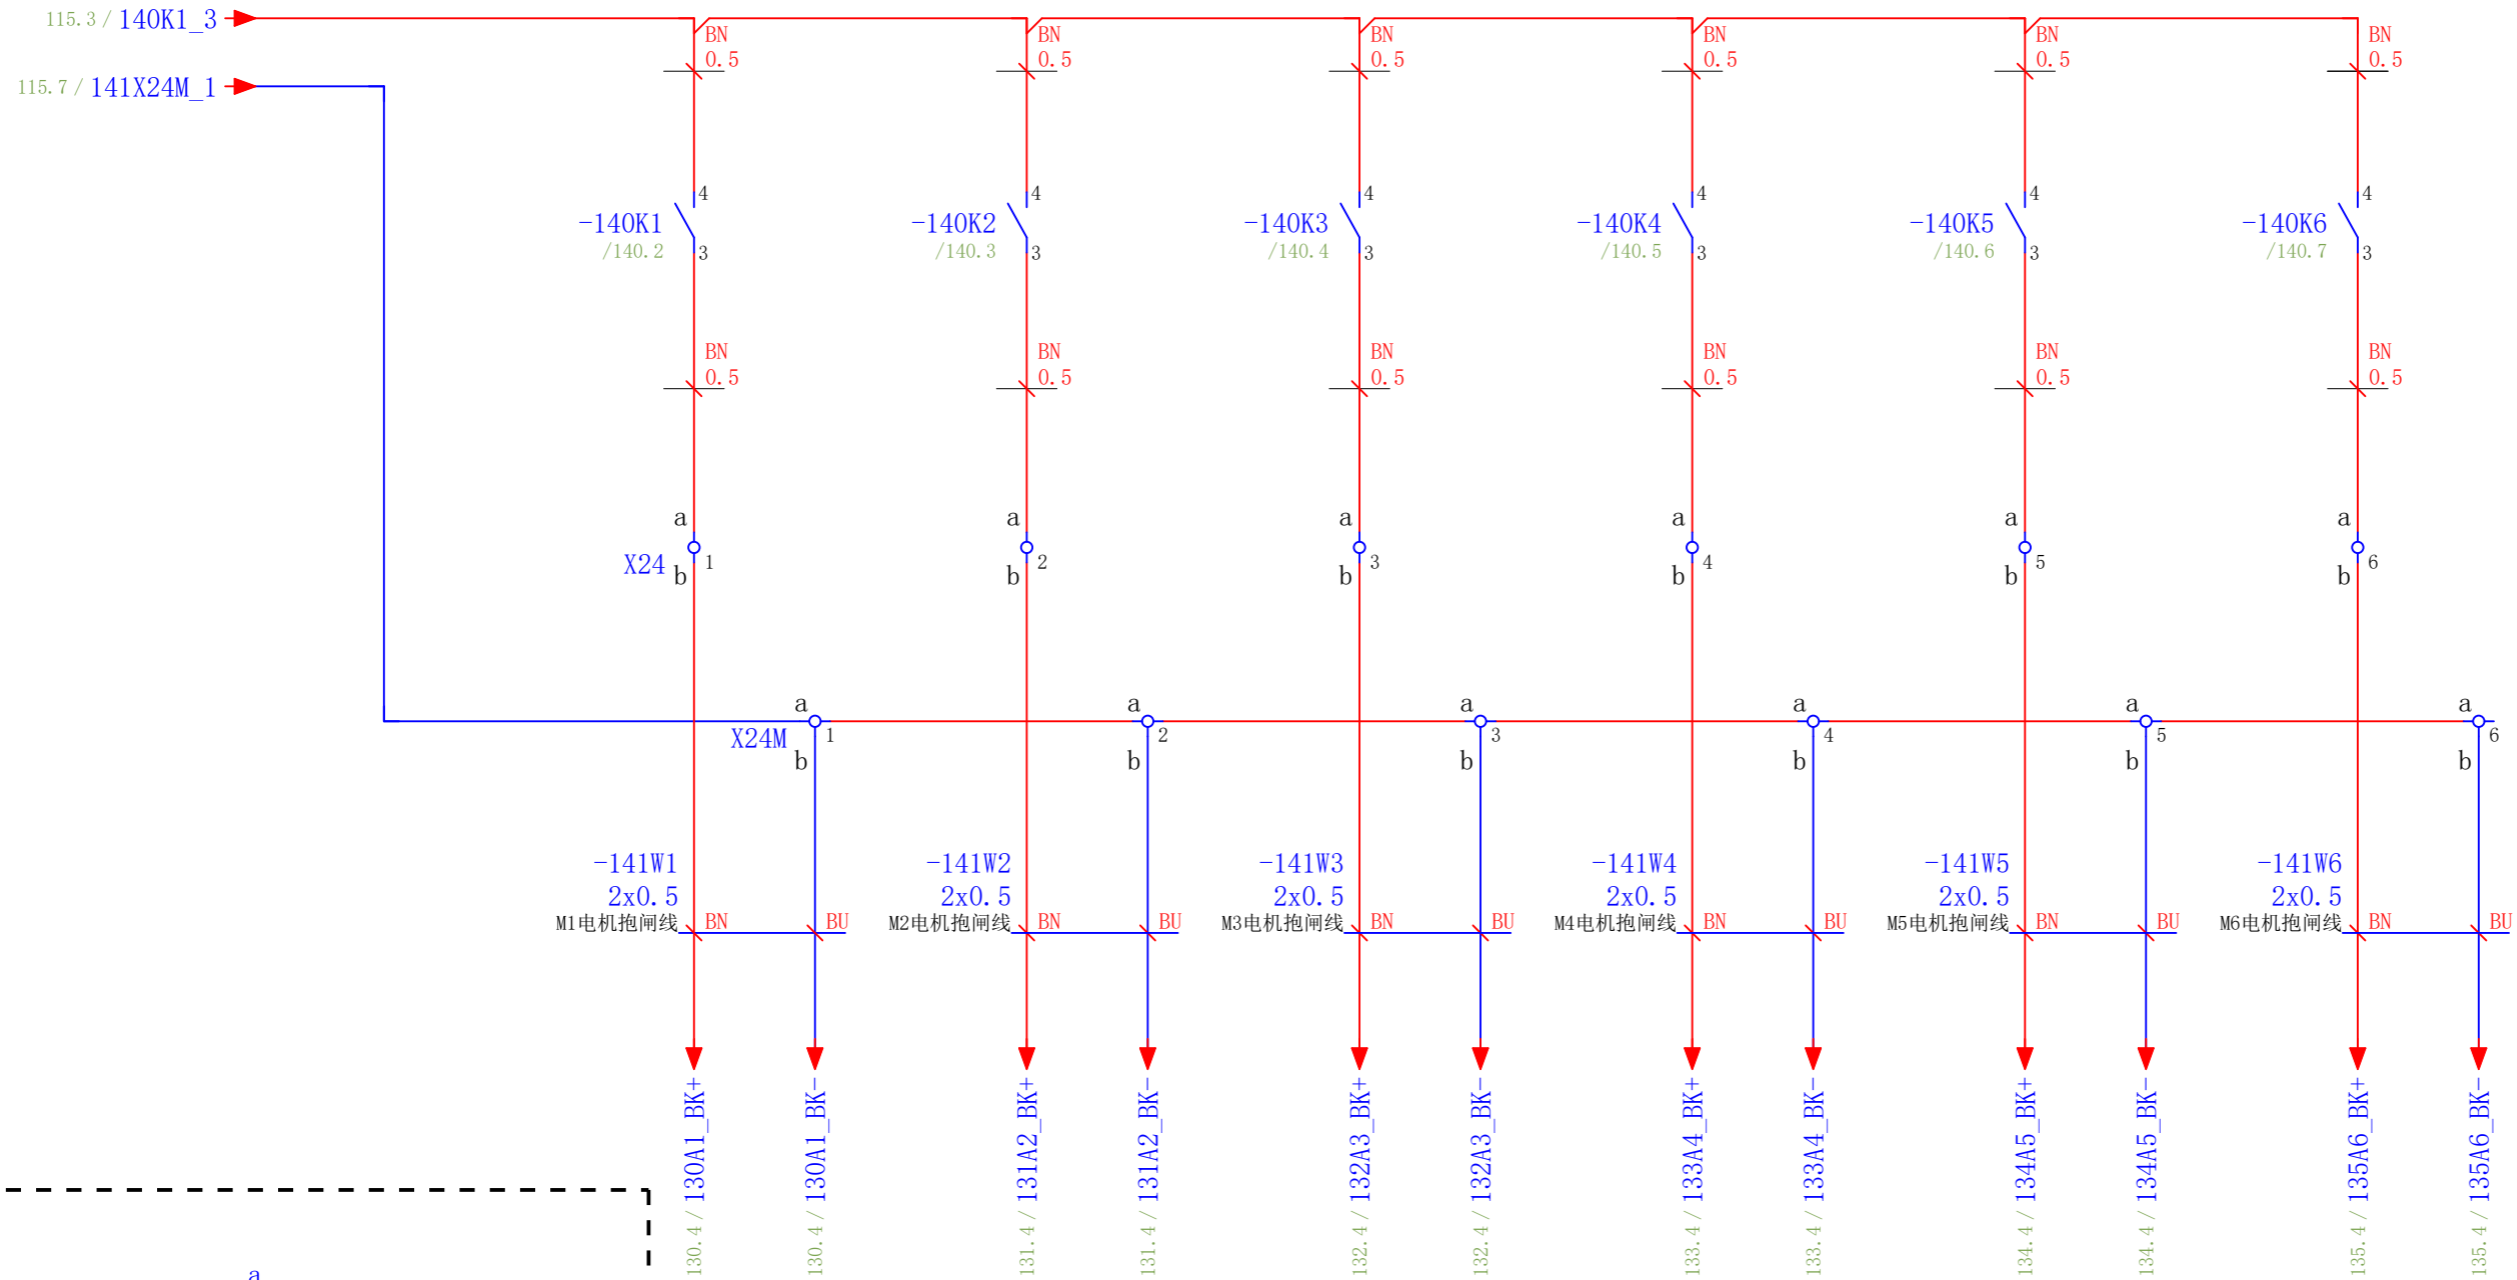 115.3 / 140K1_3
BN BN BN BN BN BN
0.5 0.5 0.5 0.5 0.5 0.5
115.7 / 141X24M_1
4 4 4 4 4 4
-140K1 -140K2 -140K3 -140K4 -140K5 -140K6
/140.2 3 /140.3 3 /140.4 3 /140.5 3 /140.6 3 /140.7 3
BN BN BN BN BN BN
0.5 0.5 0.5 0.5 0.5 0.5
a a a a a a
X24 1 2 3 4 5 6
b b b b b b
a a a a a a
X24M 1 2 3 4 5 6
b b b b b b
-141W1 -141W2 -141W3 -141W4 -141W5 -141W6
2x0.5 2x0.5 2x0.5 2x0.5 2x0.5 2x0.5
M1电机抱闸线 BN BU M2电机抱闸线 BN BU M3电机抱闸线 BN BU M4电机抱闸线 BN BU M5电机抱闸线 BN BU M6电机抱闸线 BN BU
130.4 / 130A1_BK+
130.4 / 130A1_BK-
131.4 / 131A2_BK+
131.4 / 131A2_BK-
132.4 / 132A3_BK+
132.4 / 132A3_BK-
133.4 / 133A4_BK+
133.4 / 133A4_BK-
134.4 / 134A5_BK+
134.4 / 134A5_BK-
135.4 / 135A6_BK+
135.4 / 135A6_BK-
a